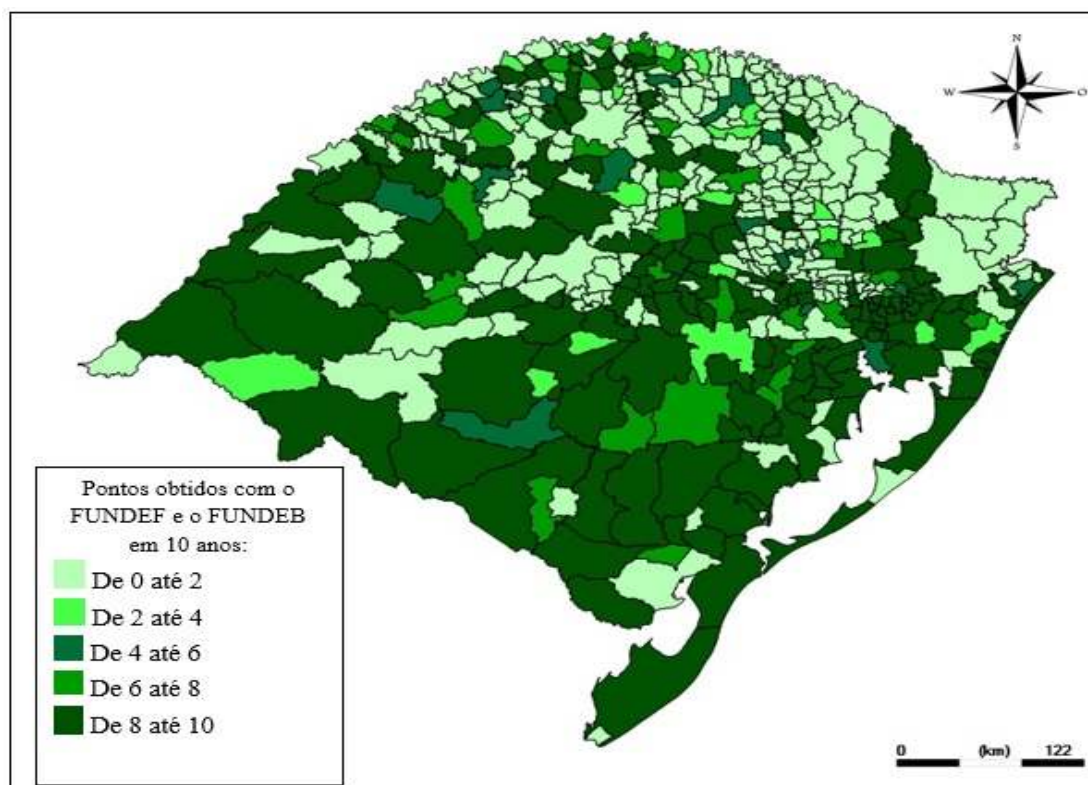 N
W
O
S
Pontos obtidos com o
FUNDEF e o FUNDEB
em 10 anos:
De 0 até 2
De 2 até 4
De 4 até 6
De 6 até 8
De 8 até 10
0 (km) 122